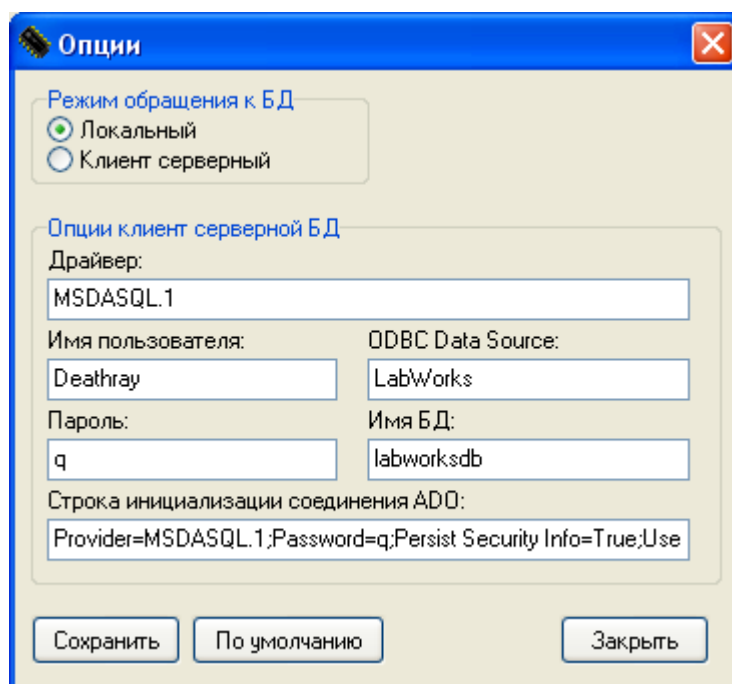 Опции
Режим обращения к БД
Локальный
Клиент серверный
Опции клиент серверной БД
Драйвер:
MSDASQL.1
Имя пользователя: ODBC Data Source:
Deathray LabWorks
Пароль: Имя БД:
q labworksdb
Строка инициализации соединения ADO:
Provider=MSDASQL.1;Password=q;Persist Security Info=True;Use
Сохранить По умолчанию Закрыть